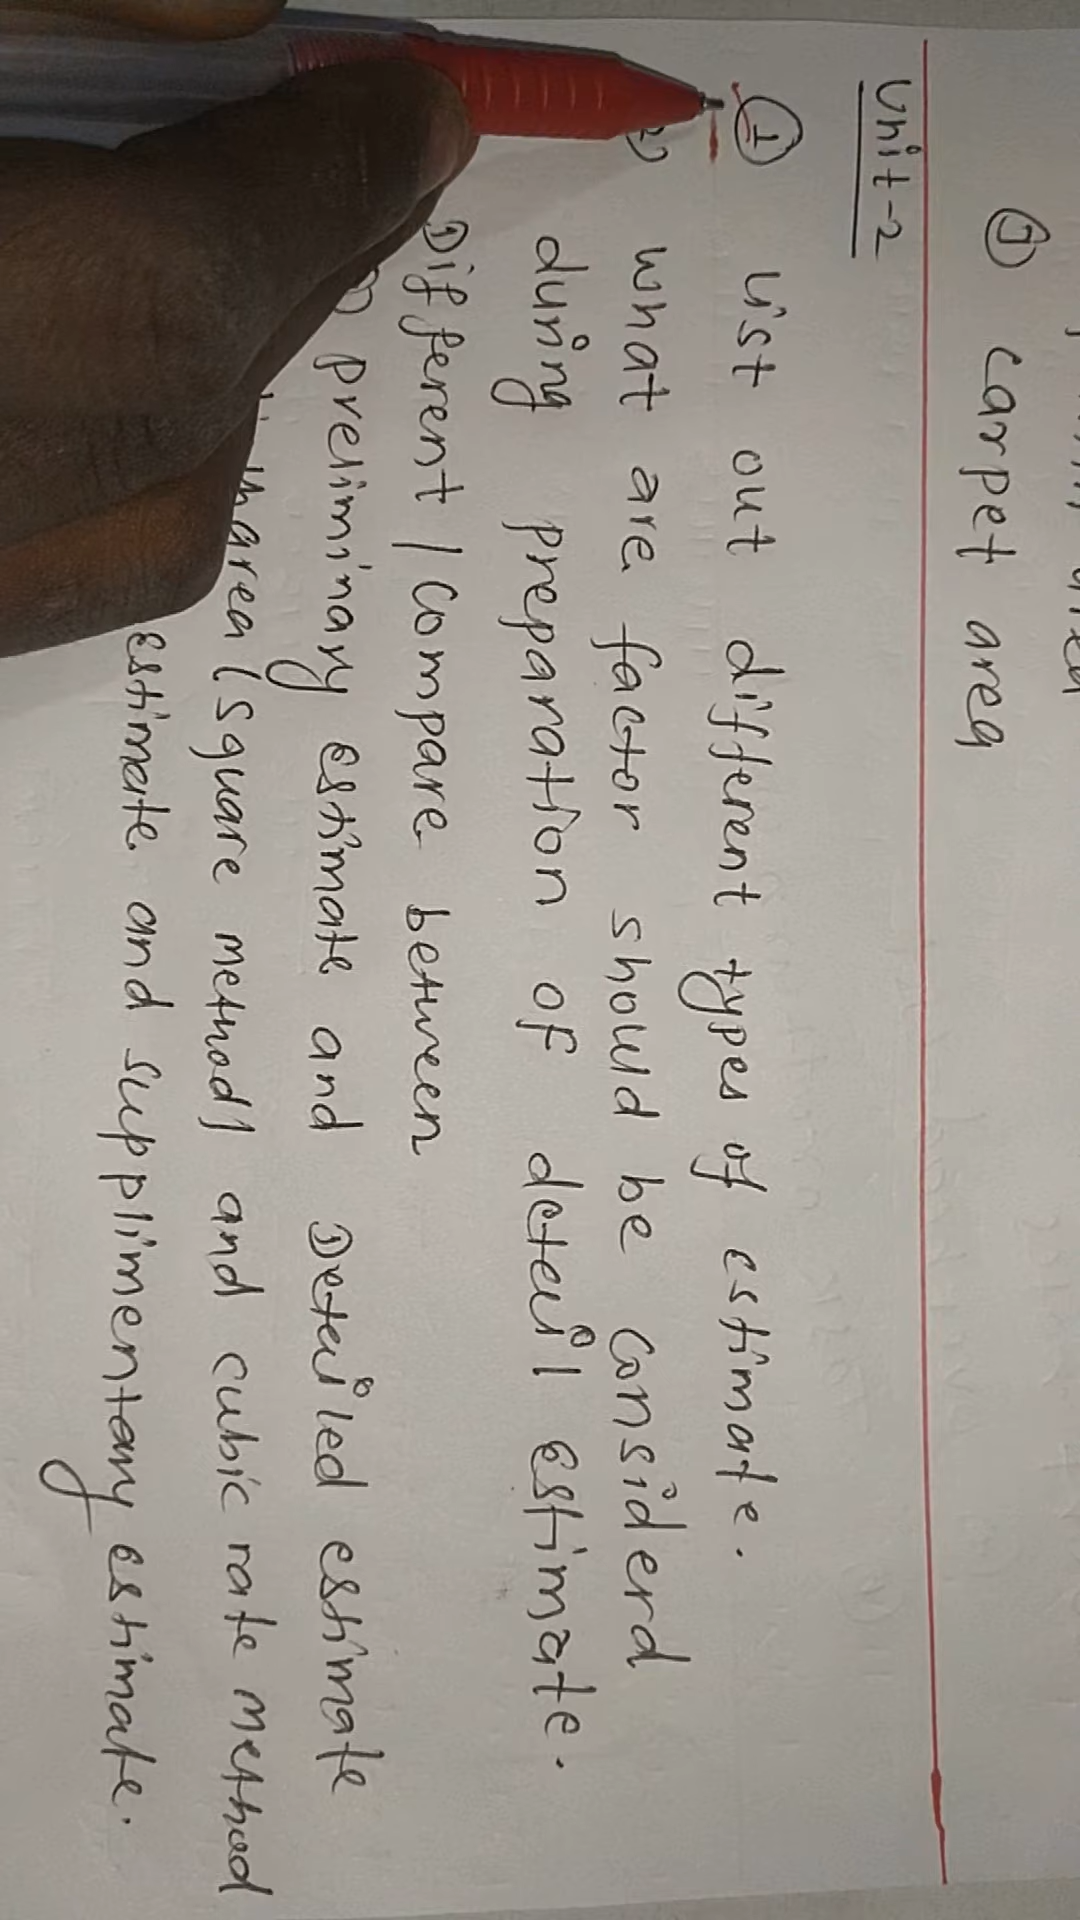 ⑦ carpet area
Unit-2
① List out different types of estimate.
2) what are factor should be considerd
during preparation of detail estimate.
Different / compare between
preliminary estimate and Detailed estimate
area (square method) and cubic rate method
estimate and supplimentary estimate.